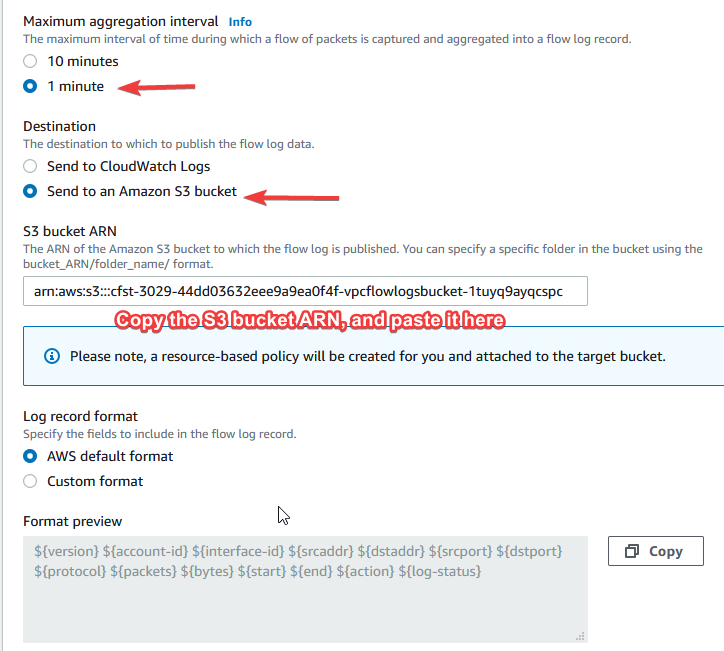 Maximum aggregation interval Info
The maximum interval of time during which a flow of packets is captured and aggregated into a flow log record.
10 minutes
1 minute
Destination
The destination to which to publish the flow log data.
Send to CloudWatch Logs
Send to an Amazon S3 bucket
S3 bucket ARN
The ARN of the Amazon S3 bucket to which the flow log is published. You can specify a specific folder in the bucket using the
bucket_ARN/folder_name/ format.
arn:aws:s3:::cfst-3029-44dd03632eee9a9ea0f4f-vpcflowlogsbucket-1tuyq9ayqcspc
Copy the S3 bucket ARN, and paste it here
Please note, a resource-based policy will be created for you and attached to the target bucket.
Log record format
Specify the fields to include in the flow log record.
AWS default format
Custom format
Format preview
${version} ${account-id} ${interface-id} ${srcaddr} ${dstaddr} ${srcport} ${dstport}
${protocol} ${packets} ${bytes} ${start} ${end} ${action} ${log-status}
Copy